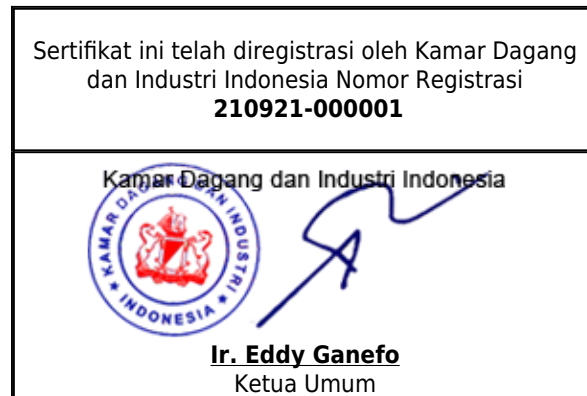 Sertifikat ini telah diregistrasi oleh Kamar Dagang
dan Industri Indonesia Nomor Registrasi
210921-000001
Kamar Dagang dan Industri Indonesia
KAMAR DAGANG DAN INDUSTRI
INDONESIA
Ir. Eddy Ganefo
Ketua Umum